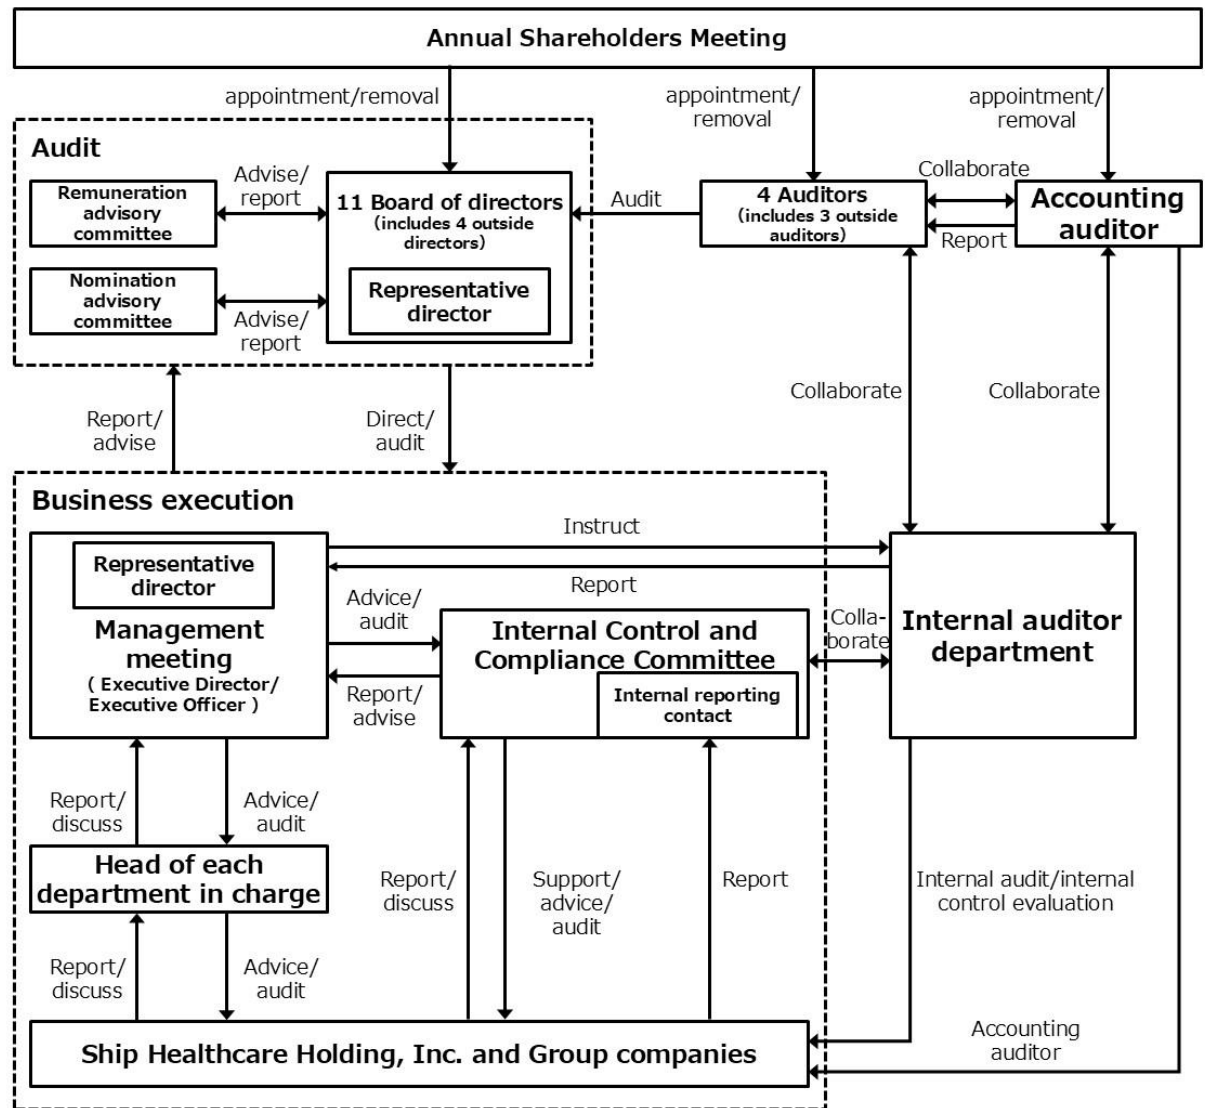 Annual Shareholders Meeting
appointment/removal
appointment/
removal
appointment/
removal
Audit
Remuneration
advisory
committee
Advise/
report
11 Board of directors
(includes 4 outside
directors)
Representative
director
Nomination
advisory
committee
Advise/
report
Audit
4 Auditors
(includes 3 outside
auditors)
Collaborate
Report
Accounting
auditor
Report/
advise
Direct/
audit
Collaborate
Collaborate
Business execution
Representative
director
Management
meeting
( Executive Director/
Executive Officer )
Instruct
Report
Advice/
audit
Report/
advise
Internal Control and
Compliance Committee
Internal reporting
contact
Colla-
borate
Internal auditor
department
Report/
discuss
Advice/
audit
Head of each
department in charge
Report/
discuss
Advice/
audit
Report/
discuss
Support/
advice/
audit
Report
Internal audit/internal
control evaluation
Accounting
auditor
Ship Healthcare Holding, Inc. and Group companies